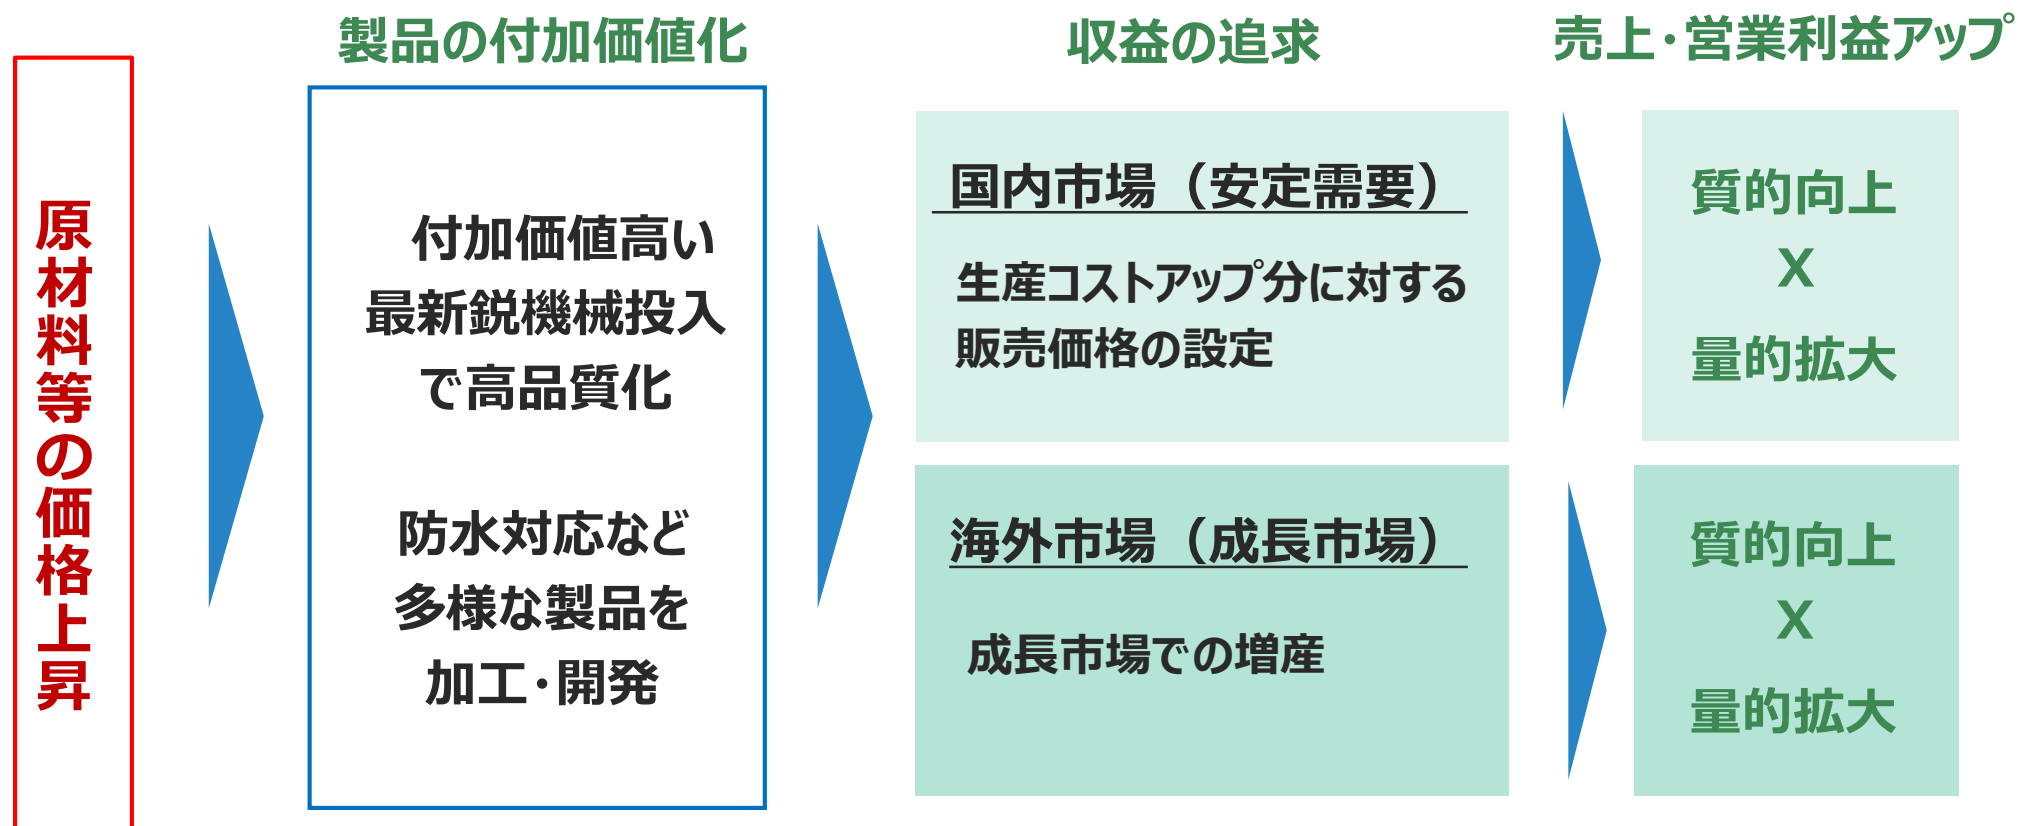 原材料等の価格上昇
製品の付加価値化
付加価値高い
最新鋭機械投入
で高品質化
防水対応など
多様な製品を
加工・開発
収益の追求
国内市場（安定需要）
生産コストアップ分に対する
販売価格の設定
海外市場（成長市場）
成長市場での増産
売上・営業利益アップ
質的向上
X
量的拡大
質的向上
X
量的拡大